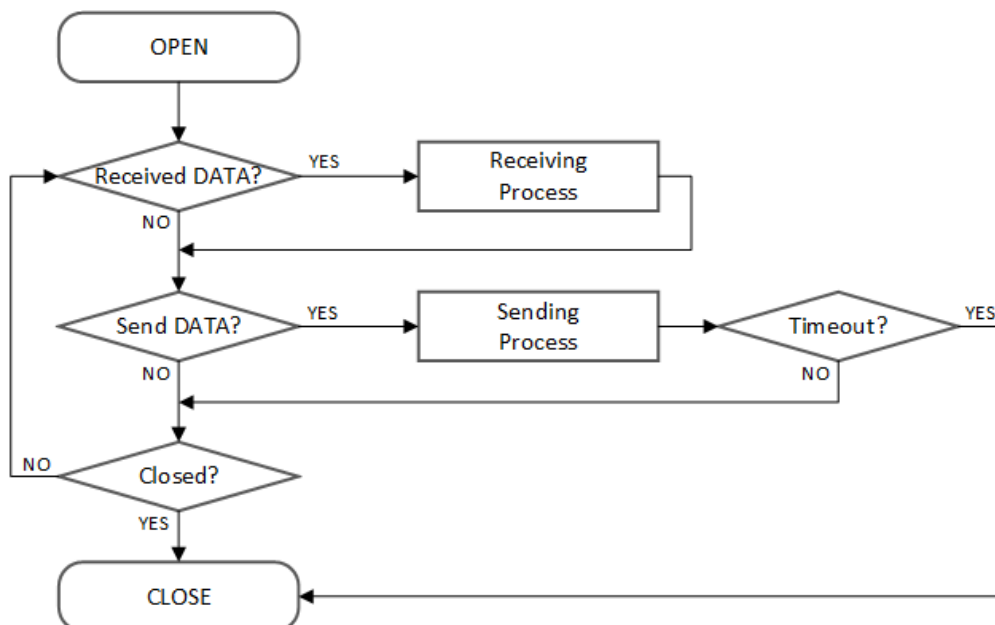 OPEN
Received DATA?
YES
Receiving
Process
NO
Send DATA?
YES
Sending
Process
Timeout?
YES
NO
NO
Closed?
NO
YES
CLOSE